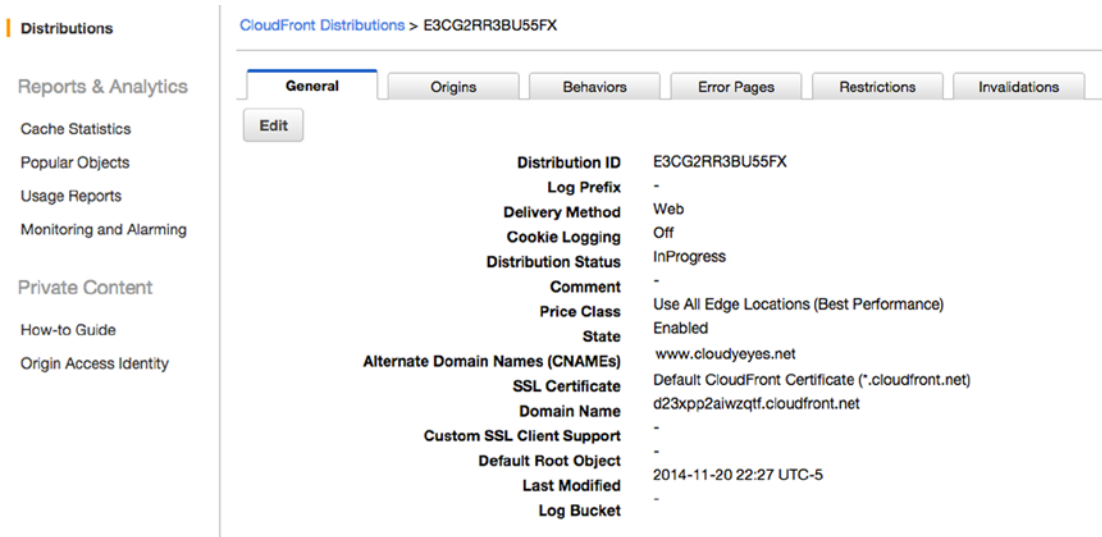 Distributions
Reports & Analytics
Cache Statistics
Popular Objects
Usage Reports
Monitoring and Alarming
Private Content
How-to Guide
Origin Access Identity
CloudFront Distributions > E3CG2RR3BU55FX
General Origins Behaviors Error Pages Restrictions Invalidations
Edit
Distribution ID E3CG2RR3BU55FX
Log Prefix -
Delivery Method Web
Cookie Logging Off
Distribution Status InProgress
Comment -
Price Class Use All Edge Locations (Best Performance)
State Enabled
Alternate Domain Names (CNAMEs) www.cloudyeyes.net
SSL Certificate Default CloudFront Certificate (*.cloudfront.net)
Domain Name d23xpp2aiwzqtf.cloudfront.net
Custom SSL Client Support -
Default Root Object -
Last Modified 2014-11-20 22:27 UTC-5
Log Bucket -